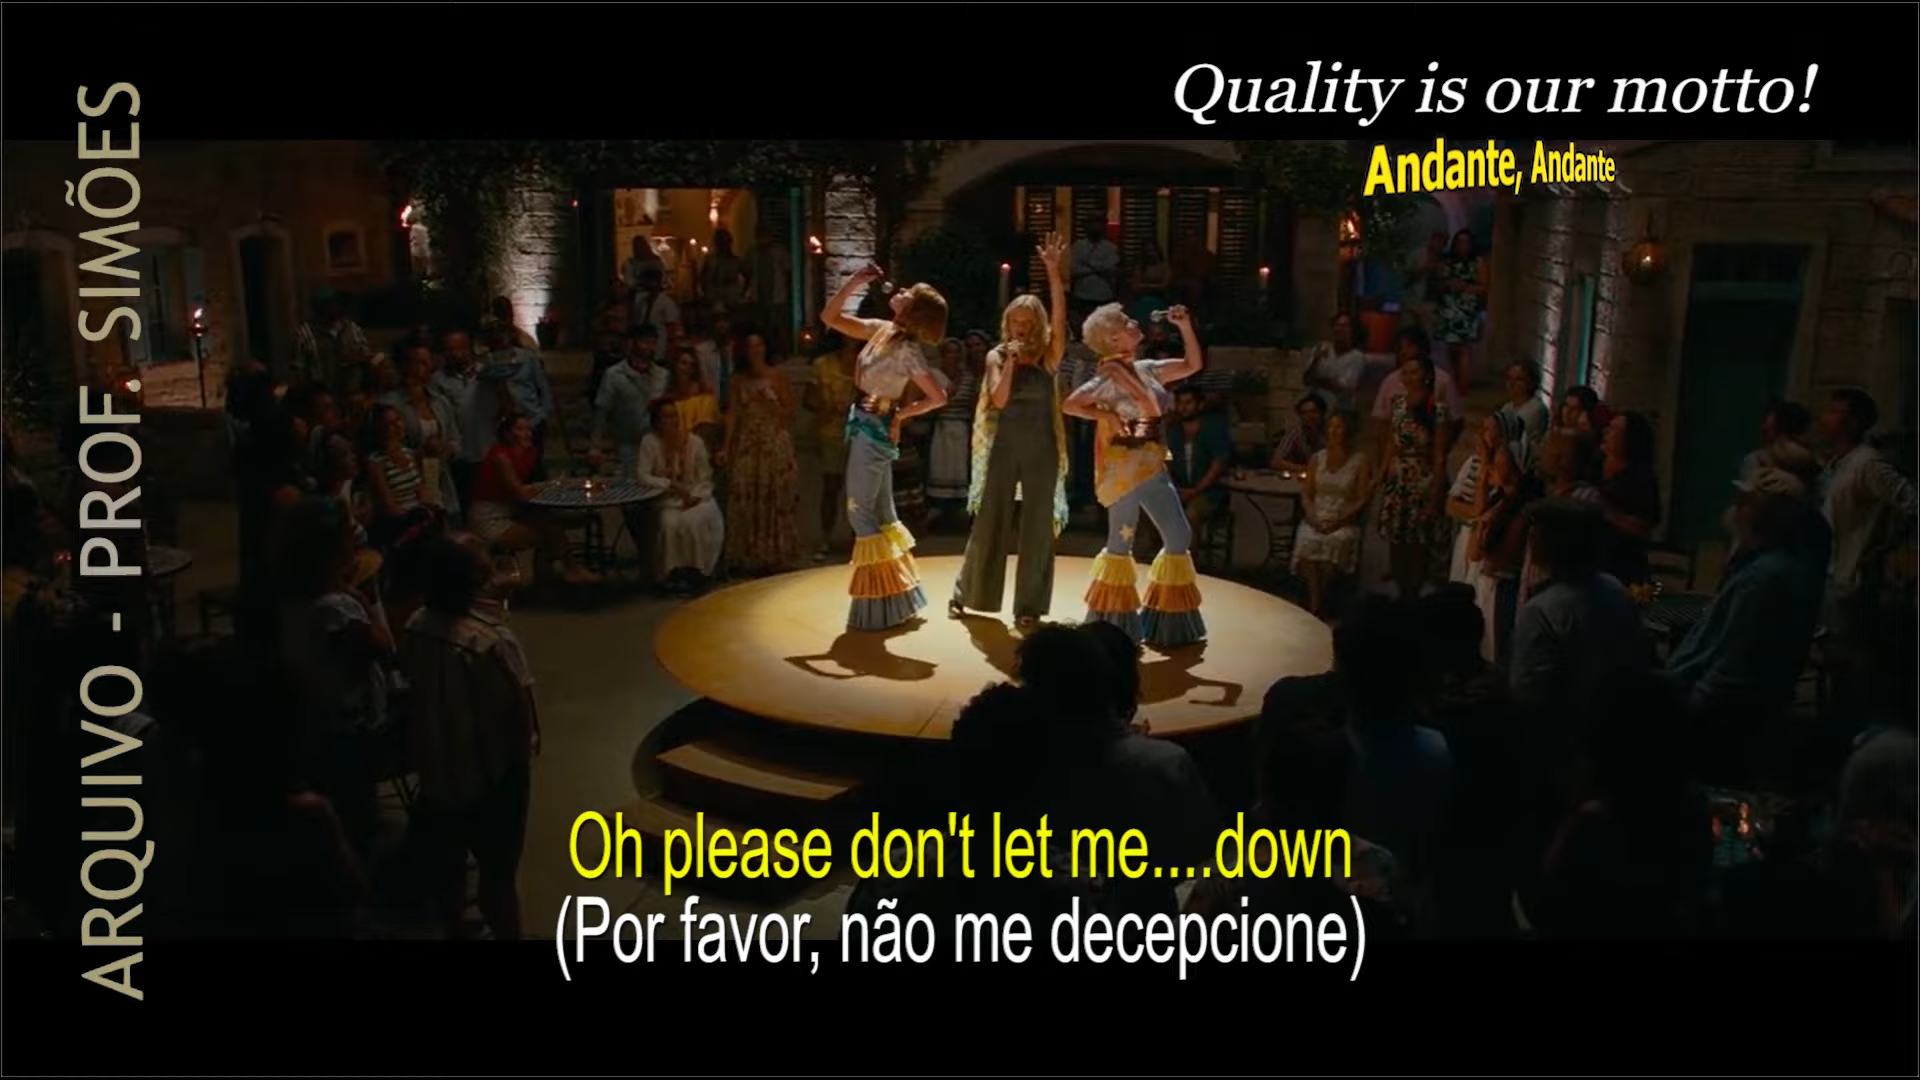 Quality is our motto!
Andante, Andante
ARQUIVO - PROF. SIMÕES
Oh please don't let me....down
(Por favor, não me decepcione)